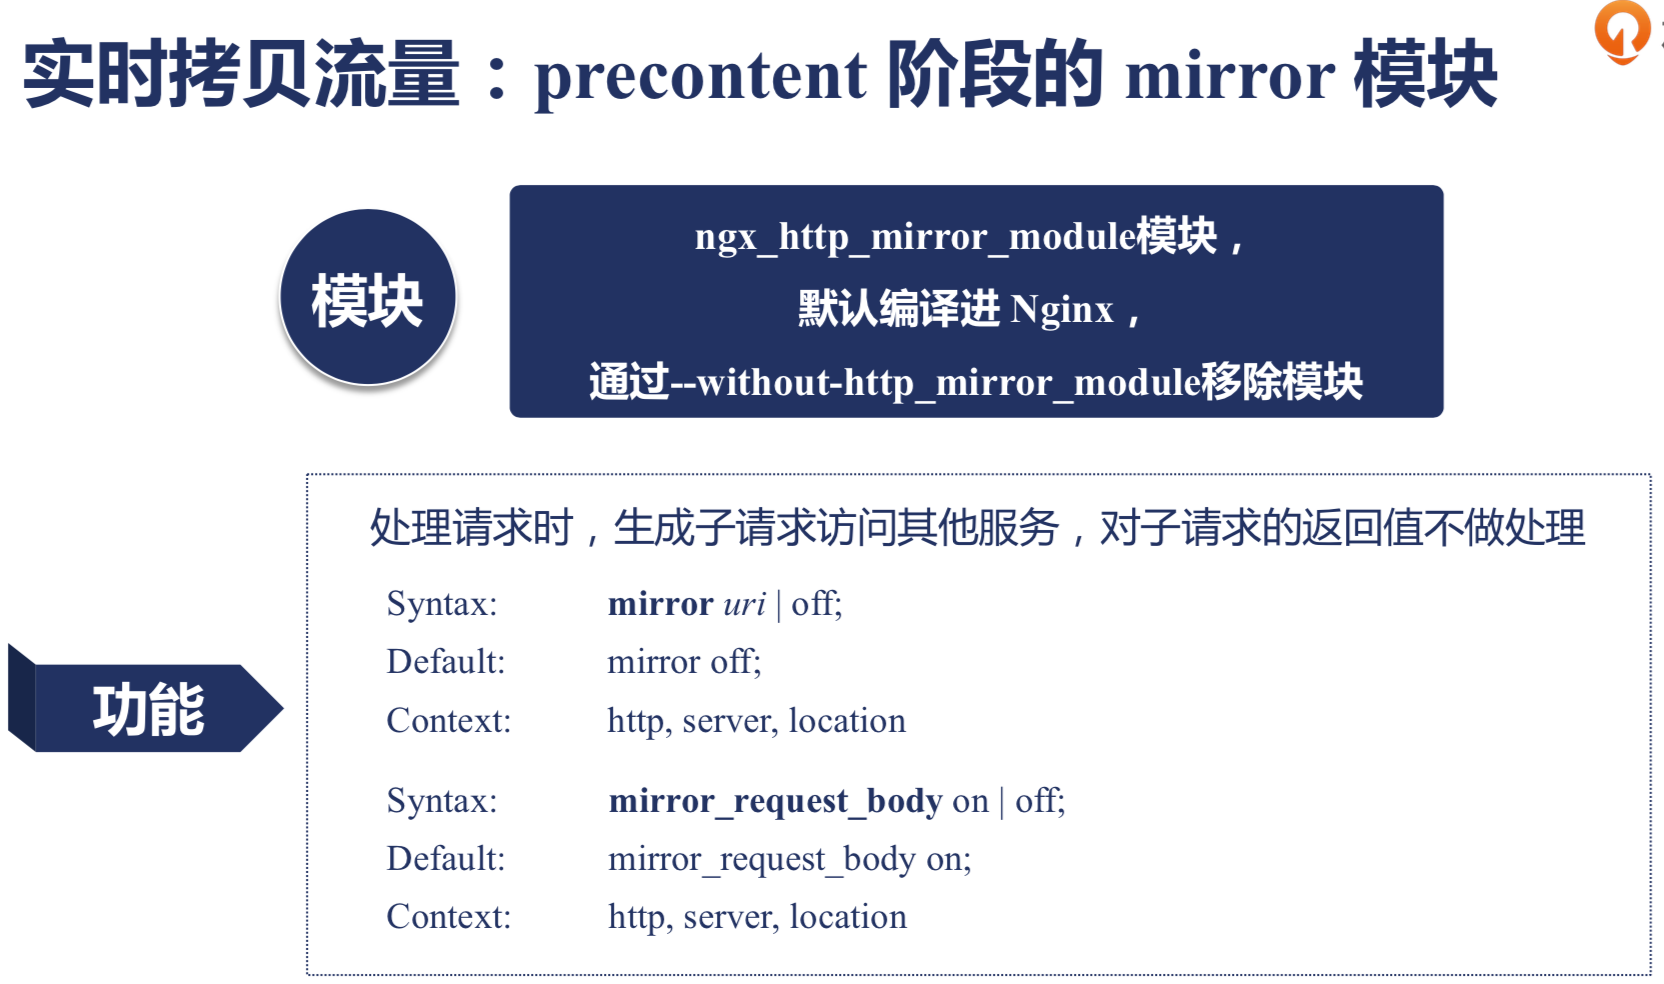 实时拷贝流量：precontent 阶段的 mirror 模块
模块
ngx_http_mirror_module模块，
默认编译进 Nginx，
通过--without-http_mirror_module移除模块
功能
处理请求时，生成子请求访问其他服务，对子请求的返回值不做处理
Syntax: mirror uri | off;
Default: mirror off;
Context: http, server, location
Syntax: mirror_request_body on | off;
Default: mirror_request_body on;
Context: http, server, location